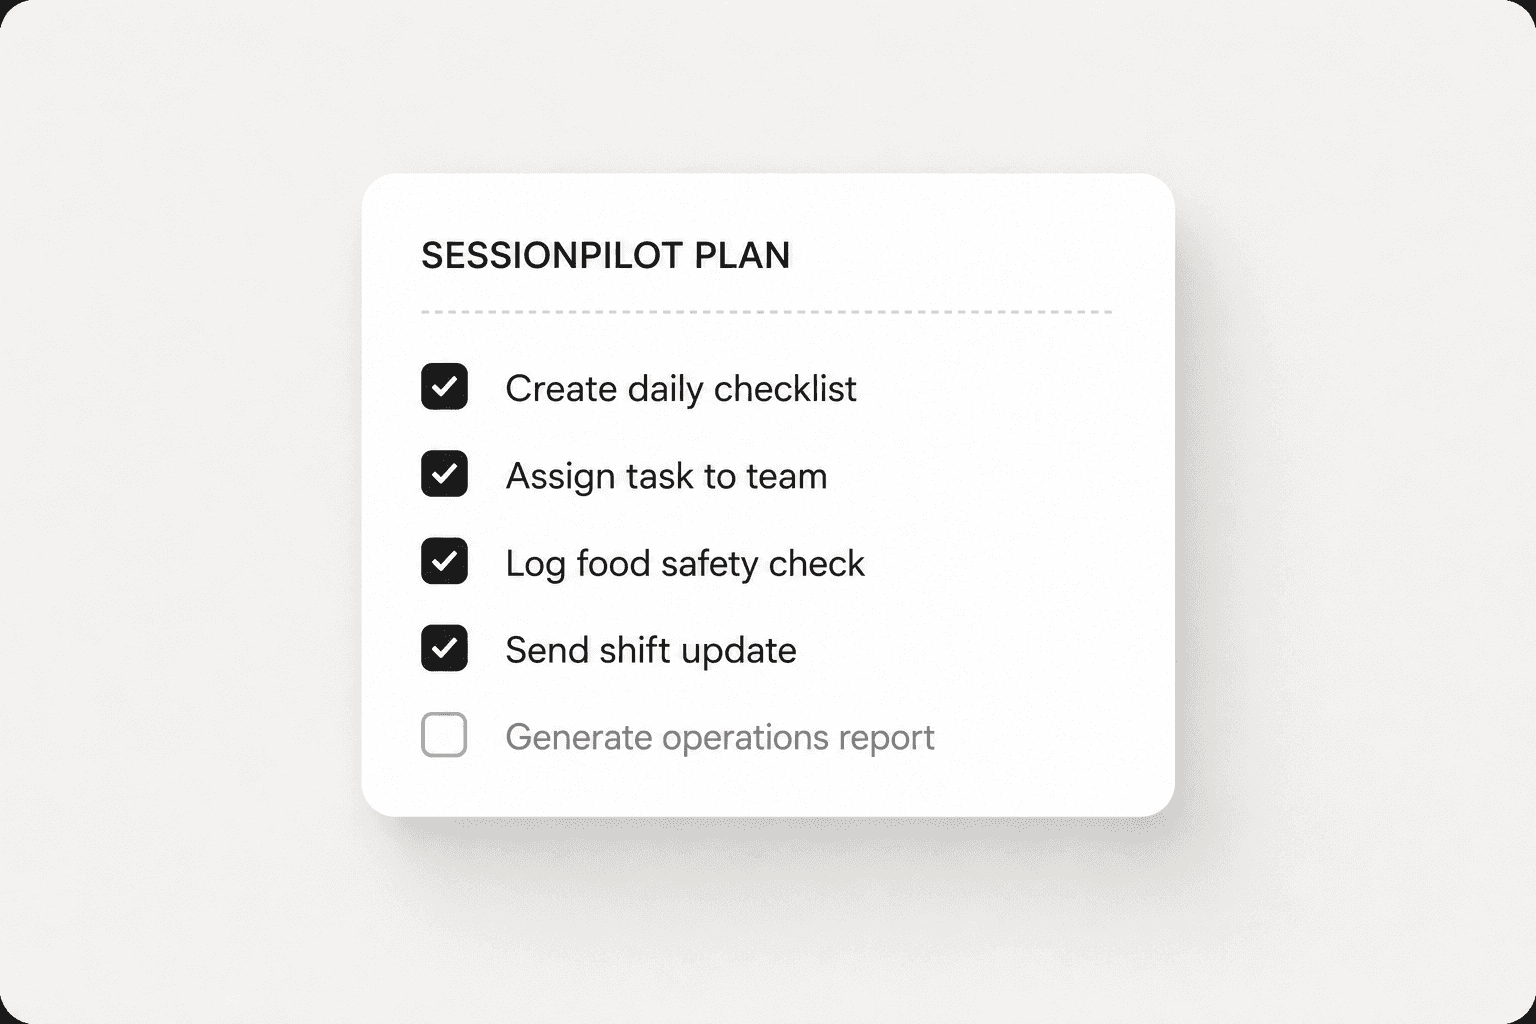 SESSIONPILOT PLAN
Create daily checklist
Assign task to team
Log food safety check
Send shift update
Generate operations report